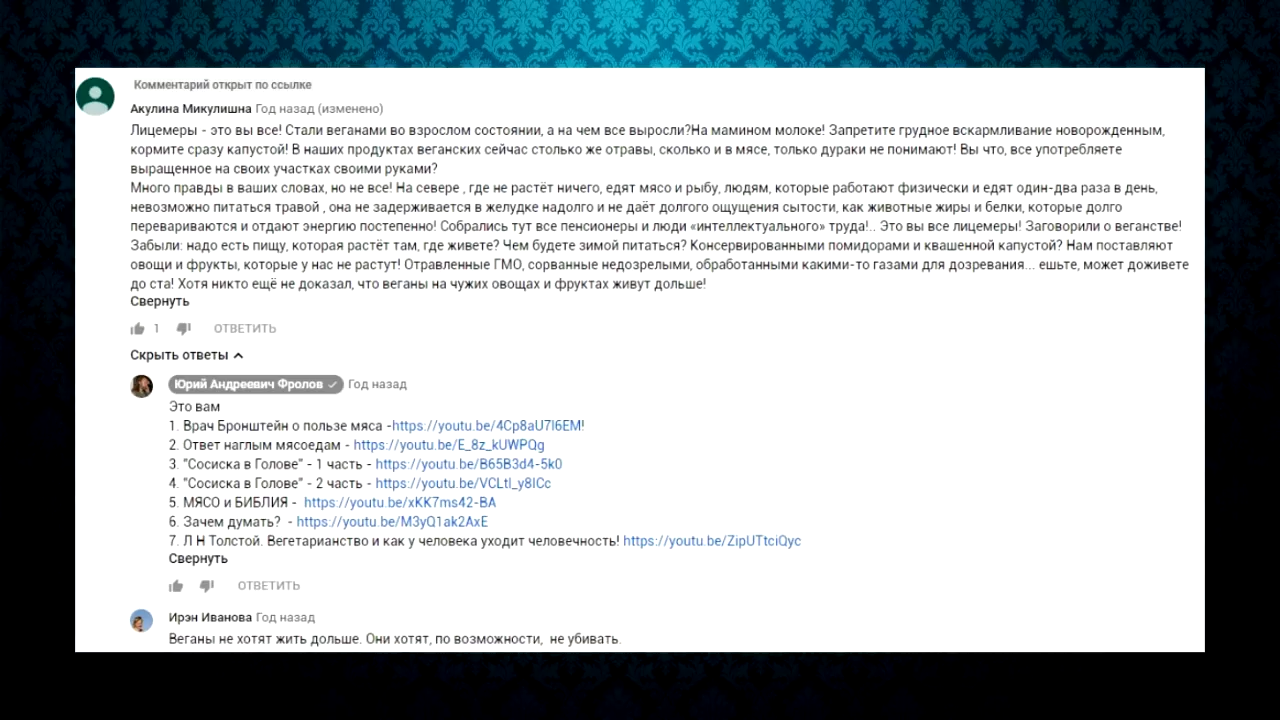 Комментарий открыт по ссылке
Акулина Микулишна Год назад (изменено)
Лицемеры - это вы все! Стали веганами во взрослом состоянии, а на чем все выросли?На мамином молоке! Запретите грудное вскармливание новорожденным,
кормите сразу капустой! В наших продуктах веганских сейчас столько же отравы, сколько и в мясе, только дураки не понимают! Вы что, все употребляете
выращенное на своих участках своими руками?
Много правды в ваших словах, но не все! На севере , где не растёт ничего, едят мясо и рыбу, людям, которые работают физически и едят один-два раза в день,
невозможно питаться травой , она не задерживается в желудке надолго и не даёт долгого ощущения сытости, как животные жиры и белки, которые долго
перевариваются и отдают энергию постепенно! Собрались тут все пенсионеры и люди «интеллектуального» труда!.. Это вы все лицемеры! Заговорили о веганстве!
Забыли: надо есть пищу, которая растёт там, где живете? Чем будете зимой питаться? Консервированными помидорами и квашенной капустой? Нам поставляют
овощи и фрукты, которые у нас не растут! Отравленные ГМО, сорванные недозрелыми, обработанными какими-то газами для дозревания... ешьте, может доживете
до ста! Хотя никто ещё не доказал, что веганы на чужих овощах и фруктах живут дольше!
Свернуть
1 ОТВЕТИТЬ
Скрыть ответы
Юрий Андреевич Фролов Год назад
Это вам
1. Врач Бронштейн о пользе мяса -https://youtu.be/4Cp8aU7I6EM!
2. Ответ наглым мясоедам - https://youtu.be/E_8z_kUWPQg
3. "Сосиска в Голове" - 1 часть - https://youtu.be/B65B3d4-5k0
4. "Сосиска в Голове" - 2 часть - https://youtu.be/VCLtI_y8ICc
5. МЯСО и БИБЛИЯ - https://youtu.be/xKK7ms42-BA
6. Зачем думать? - https://youtu.be/M3yQ1ak2AxE
7. Л Н Толстой. Вегетарианство и как у человека уходит человечность! https://youtu.be/ZipUTtciQyc
Свернуть
ОТВЕТИТЬ
Ирэн Иванова Год назад
Веганы не хотят жить дольше. Они хотят, по возможности, не убивать.